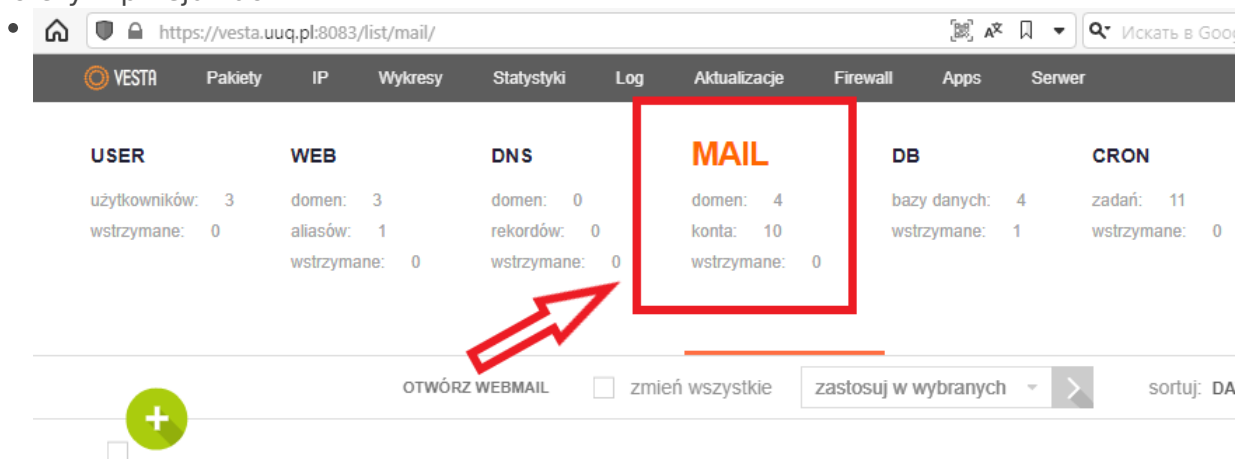 https://vesta.uuq.pl:8083/list/mail/ Искать в Goo
VESTA Pakiety IP Wykresy Statystyki Log Aktualizacje Firewall Apps Serwer
USER WEB DNS MAIL DB CRON
użytkowników: 3 domen: 3 domen: 0 domen: 4 bazy danych: 4 zadań: 11
wstrzymane: 0 aliasów: 1 rekordów: 0 konta: 10 wstrzymane: 1 wstrzymane: 0
wstrzymane: 0 wstrzymane: 0 wstrzymane: 0
OTWÓRZ WEBMAIL zmień wszystkie zastosuj w wybranych sortuj: DA